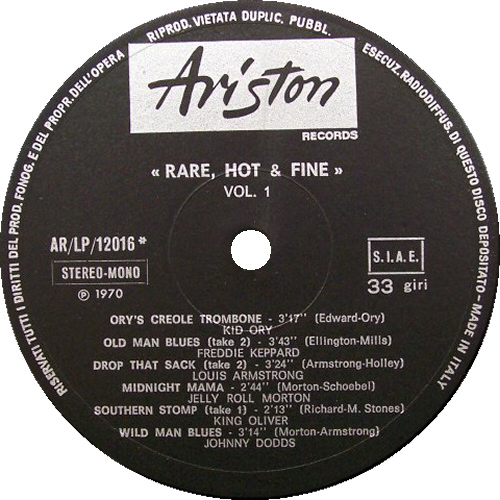 RISERVATI TUTTI I DIRITTI DEL PROD. FONOG. E DEL PROPR. DELL'OPERA
RIPROD. VIETATA DUPLIC. PUBBL.
ESECUZ. RADIODIFFUS. DI QUESTO DISCO DEPOSITATO - MADE IN ITALY
Ariston
RECORDS
« RARE, HOT & FINE »
VOL. 1
AR/LP/12016*
STEREO-MONO
℗ 1970
S.I.A.E.
33 giri
ORY'S CREOLE TROMBONE - 3'17" (Edward-Ory)
KID ORY
OLD MAN BLUES (take 2) - 3'43" (Ellington-Mills)
FREDDIE KEPPARD
DROP THAT SACK (take 2) - 3'24" (Armstrong-Holley)
LOUIS ARMSTRONG
MIDNIGHT MAMA - 2'44" (Morton-Schoebel)
JELLY ROLL MORTON
SOUTHERN STOMP (take 1) - 2'13" (Richard-M. Stones)
KING OLIVER
WILD MAN BLUES - 3'14" (Morton-Armstrong)
JOHNNY DODDS